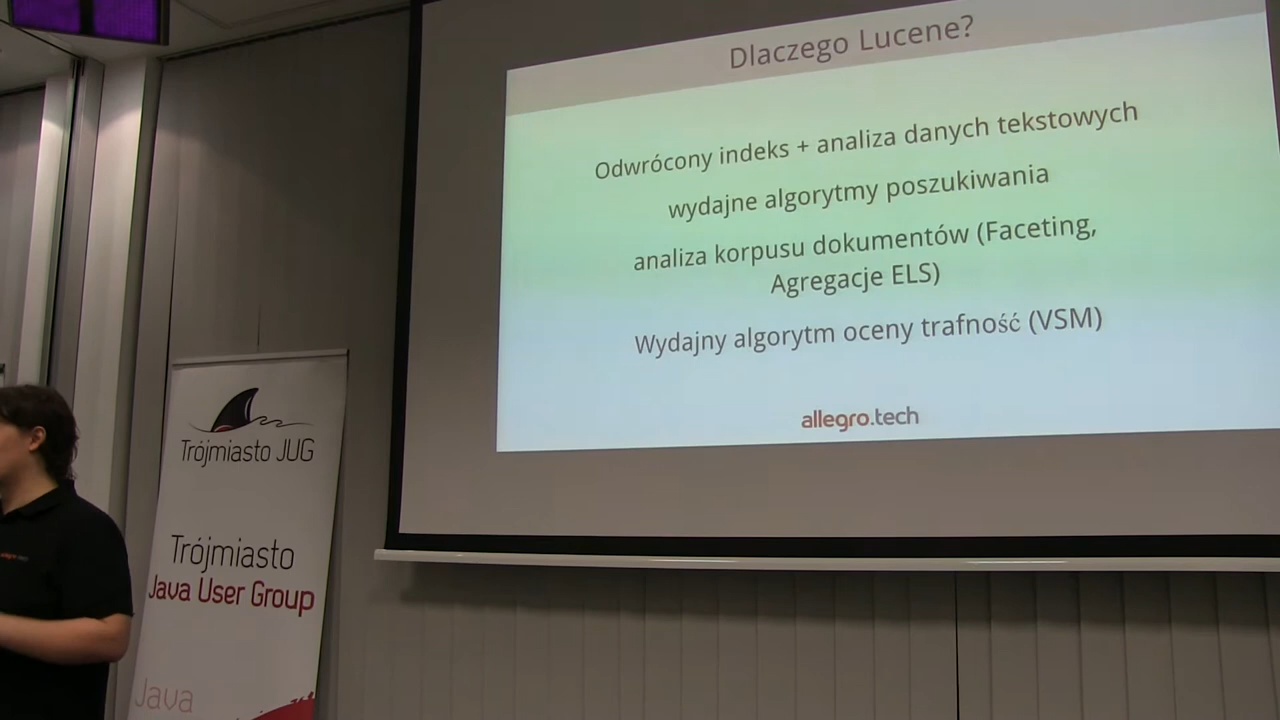 Dlaczego Lucene?
Odwrócony indeks + analiza danych tekstowych
wydajne algorytmy poszukiwania
analiza korpusu dokumentów (Faceting,
Agregacje ELS)
Wydajny algorytm oceny trafność (VSM)
allegro.tech
Trójmiasto JUG
Trójmiasto
Java User Group
Java